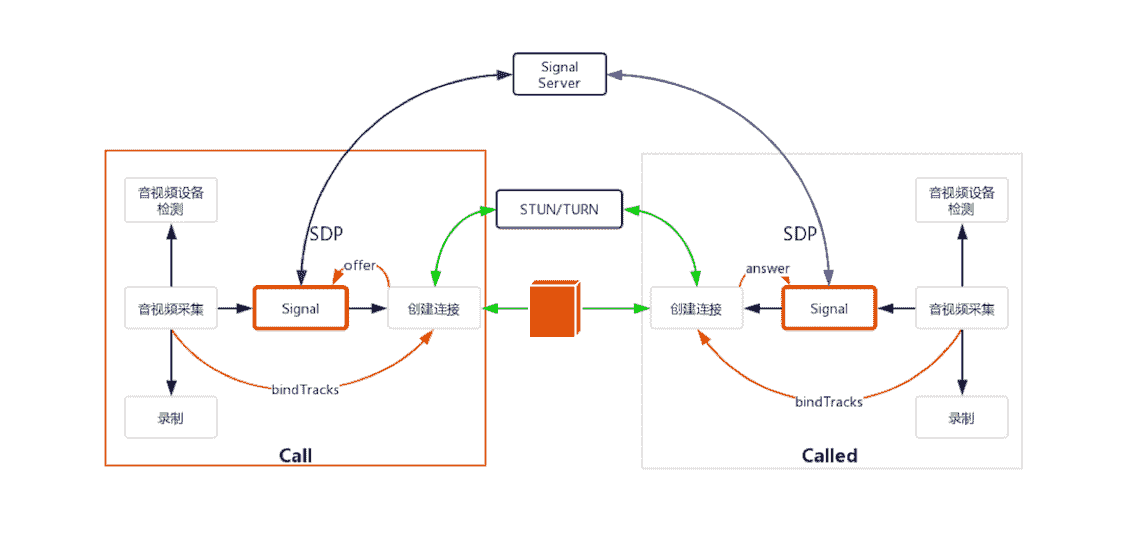 Signal
Server
音视频设备
检测
STUN/TURN
音视频设备
检测
SDP
SDP
offer
answer
音视频采集
Signal
创建连接
创建连接
Signal
音视频采集
bindTracks
bindTracks
录制
录制
Call
Called